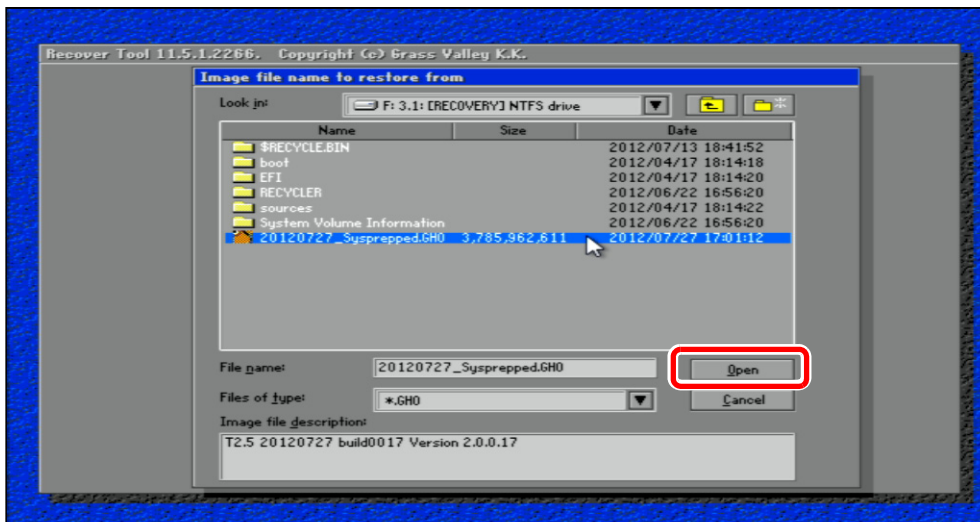 Recover Tool 11.5.1.2266.   Copyright (c) Grass Valley K.K.
Image file name to restore from
Look in: F: 3.1: [RECOVERY] NTFS drive
Name Size Date
$RECYCLE.BIN 2012/07/13 18:41:52
boot 2012/04/17 18:14:18
EFI 2012/04/17 18:14:20
RECYCLER 2012/06/22 16:56:20
sources 2012/04/17 18:14:22
System Volume Information 2012/06/22 16:56:20
20120727_Sysprepped.GHO 3,785,962,611 2012/07/27 17:01:12
File name: 20120727_Sysprepped.GHO Open
Files of type: *.GHO Cancel
Image file description:
T2.5 20120727 build0017 Version 2.0.0.17